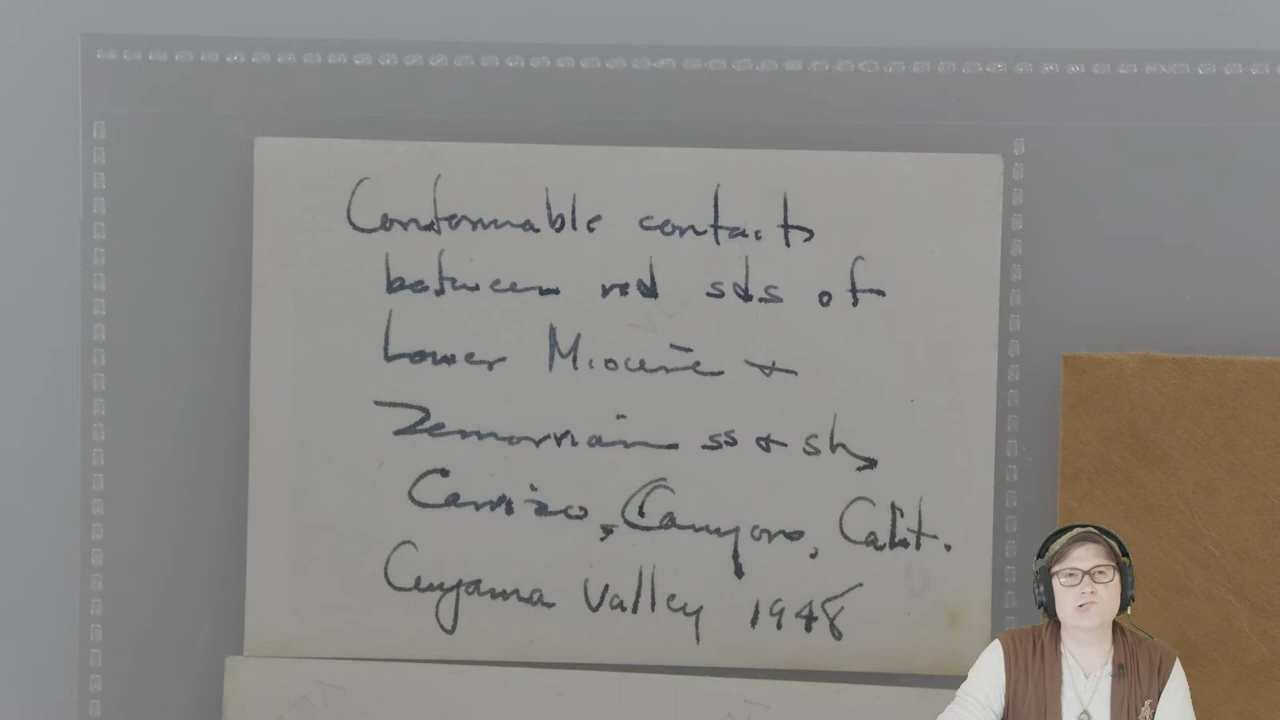 Conformable contacts
between red sds of
Lower Miocene +
Zemorrian ss + sh,
Carrizo, Canyon, Calif.
Cuyama Valley 1948